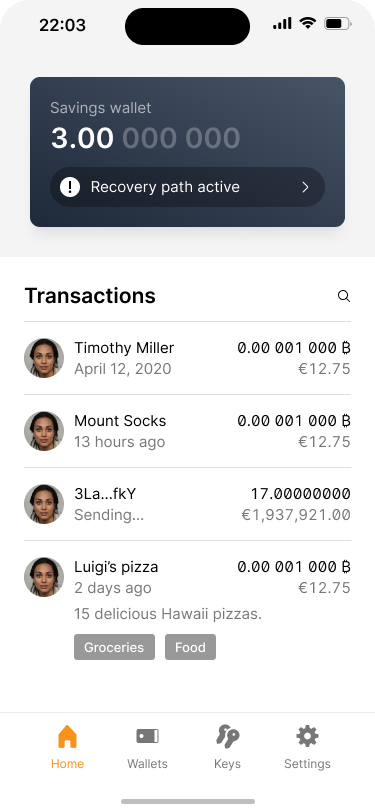 22:03
Savings wallet
3.00 000 000
Recovery path active
Transactions
Timothy Miller 0.00 001 000 ₿
April 12, 2020 €12.75
Mount Socks 0.00 001 000 ₿
13 hours ago €12.75
3La...fkY 17.00000000
Sending... €1,937,921.00
Luigi’s pizza 0.00 001 000 ₿
2 days ago €12.75
15 delicious Hawaii pizzas.
Groceries Food
Home Wallets Keys Settings